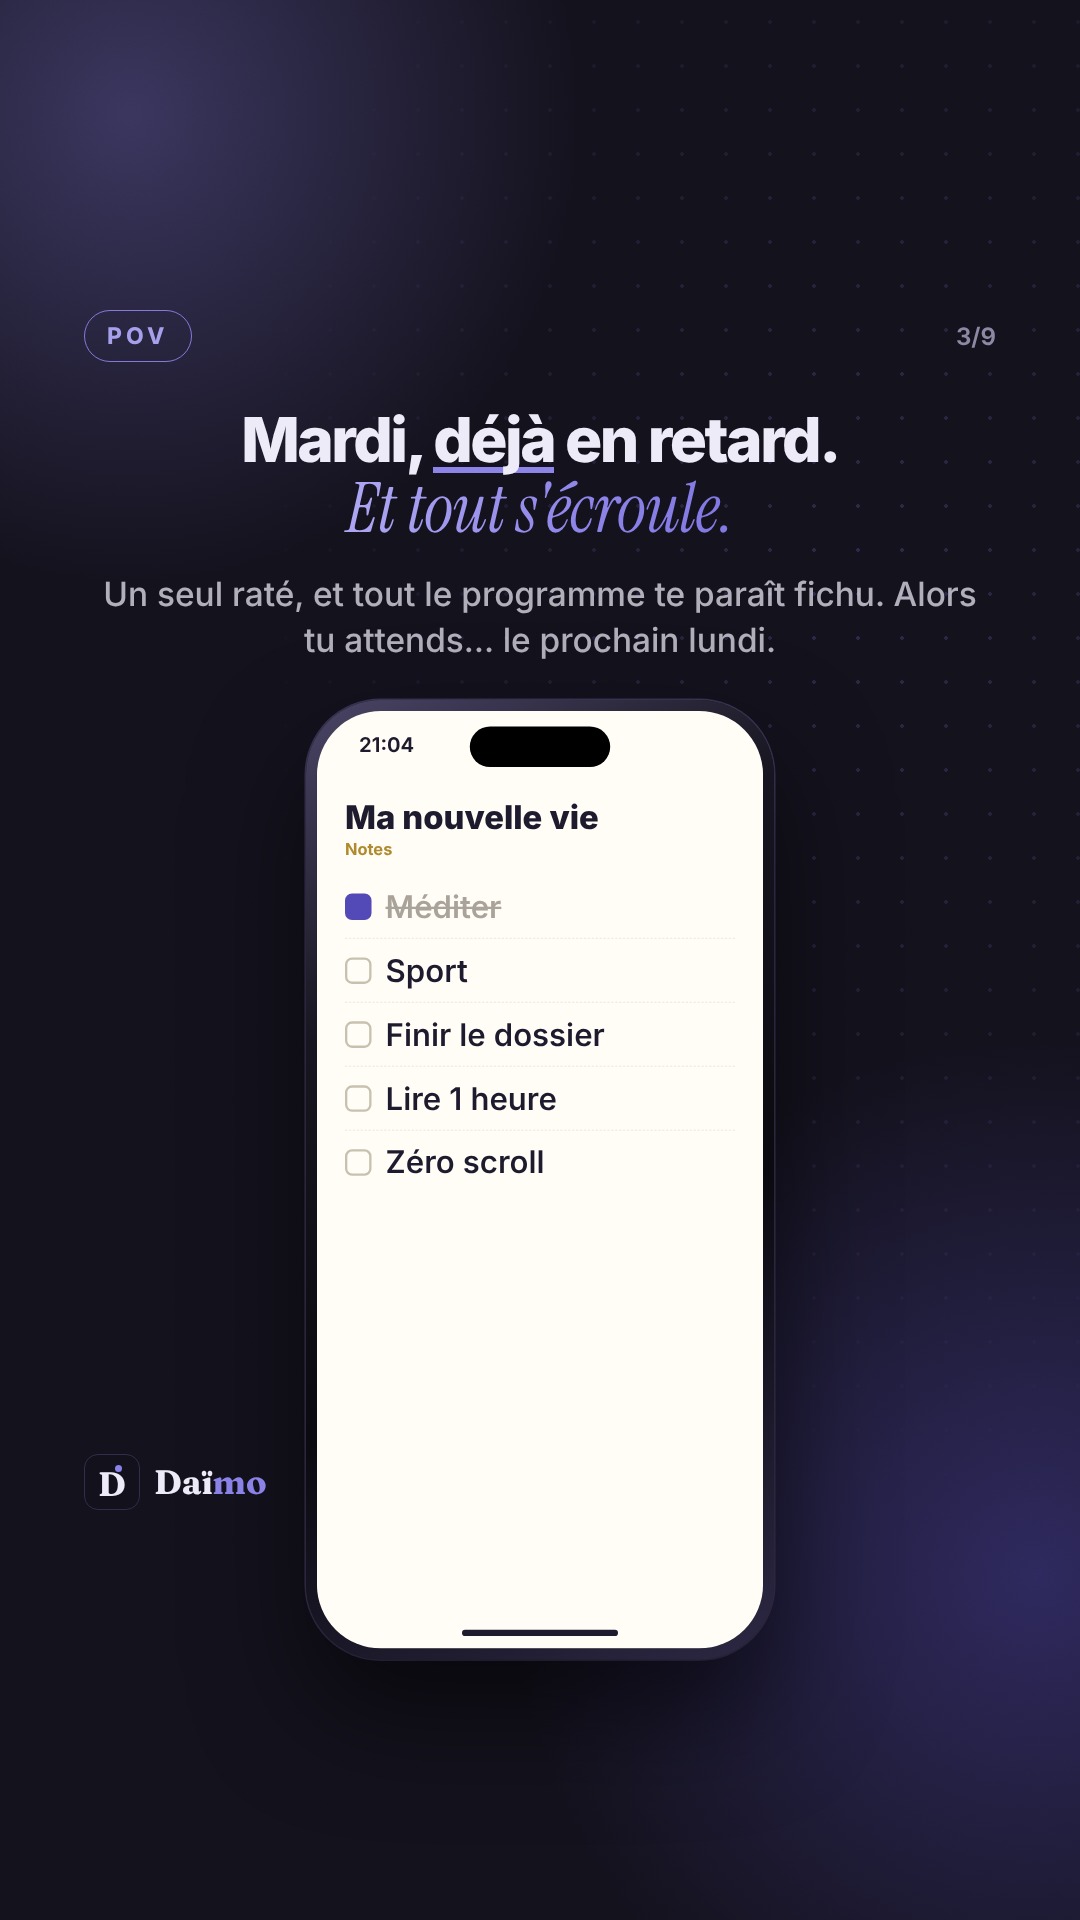 POV
3/9
Mardi, déjà en retard.
Et tout s'écroule.
Un seul raté, et tout le programme te paraît fichu. Alors
tu attends… le prochain lundi.
21:04
Ma nouvelle vie
Notes
Méditer
Sport
Finir le dossier
Lire 1 heure
Zéro scroll
D
Daïmo